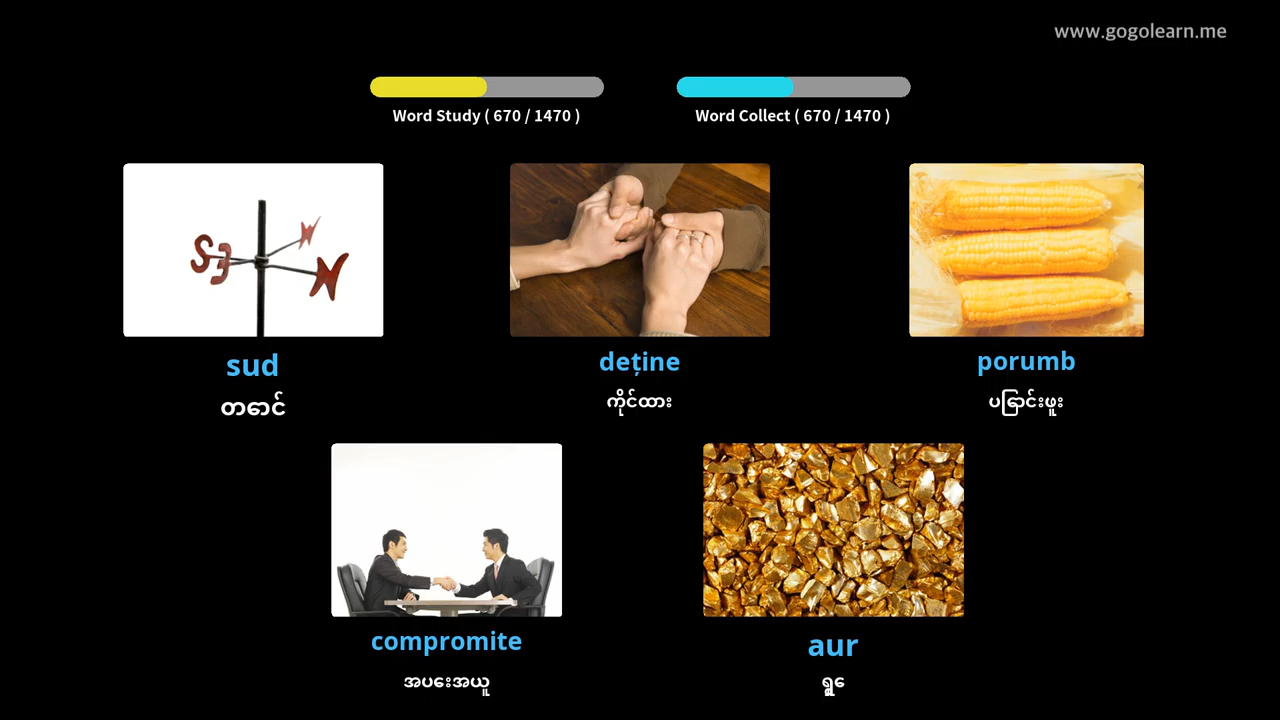 www.gogolearn.me
Word Study ( 670 / 1470 )
Word Collect ( 670 / 1470 )
S E N N
sud
တောင်
deține
ကိုင်ထား
porumb
ပြောင်းဖူး
compromite
အပေးအယူ
aur
ရွှေ